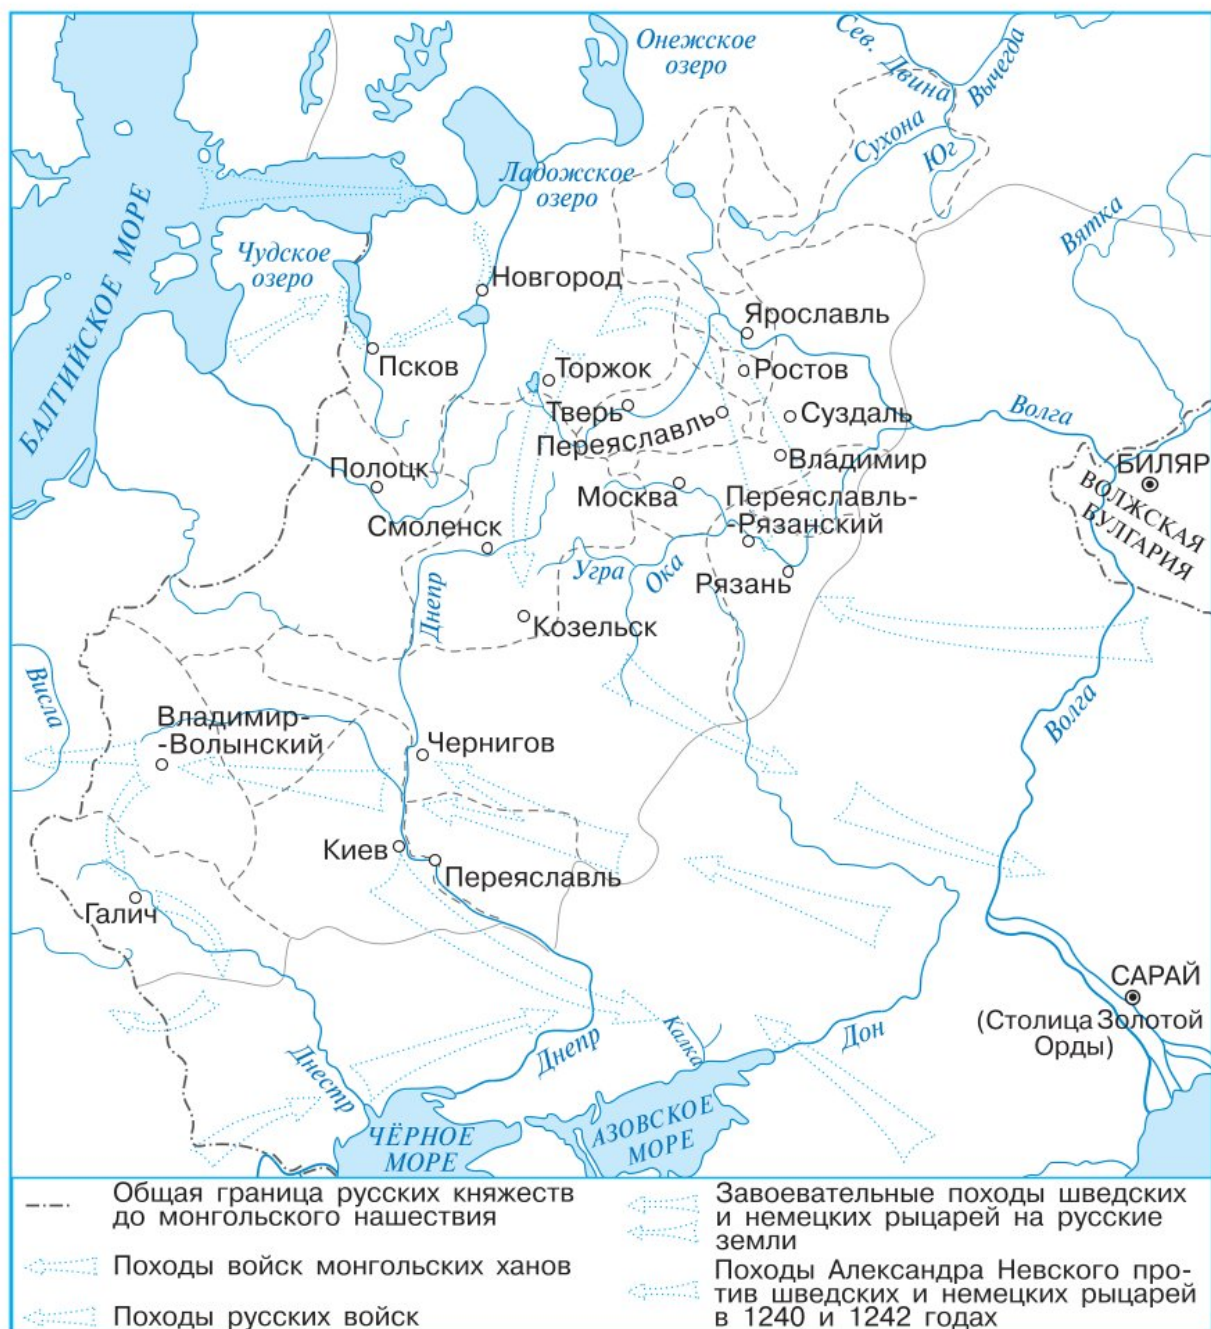 Онежское
озеро
Сев. Двина
Вычегда
Сухона
Юг
Ладожское
озеро
Вятка
БАЛТИЙСКОЕ МОРЕ
Чудское
озеро
Новгород
Ярославль
Псков
Торжок
Ростов
Тверь
Суздаль
Волга
Переяславль
Владимир
БИЛЯР
Полоцк
Москва
Переяславль-
-Рязанский
ВОЛЖСКАЯ
БУЛГАРИЯ
Смоленск
Угра
Ока
Рязань
Днепр
Козельск
Висла
Владимир-
-Волынский
Чернигов
Волга
Киев
Переяславль
Галич
САРАЙ
(Столица Золотой
Орды)
Днестр
Днепр
Калка
Дон
ЧЁРНОЕ
МОРЕ
АЗОВСКОЕ
МОРЕ
Общая граница русских княжеств
до монгольского нашествия
Походы войск монгольских ханов
Походы русских войск
Завоевательные походы шведских
и немецких рыцарей на русские
земли
Походы Александра Невского про-
тив шведских и немецких рыцарей
в 1240 и 1242 годах